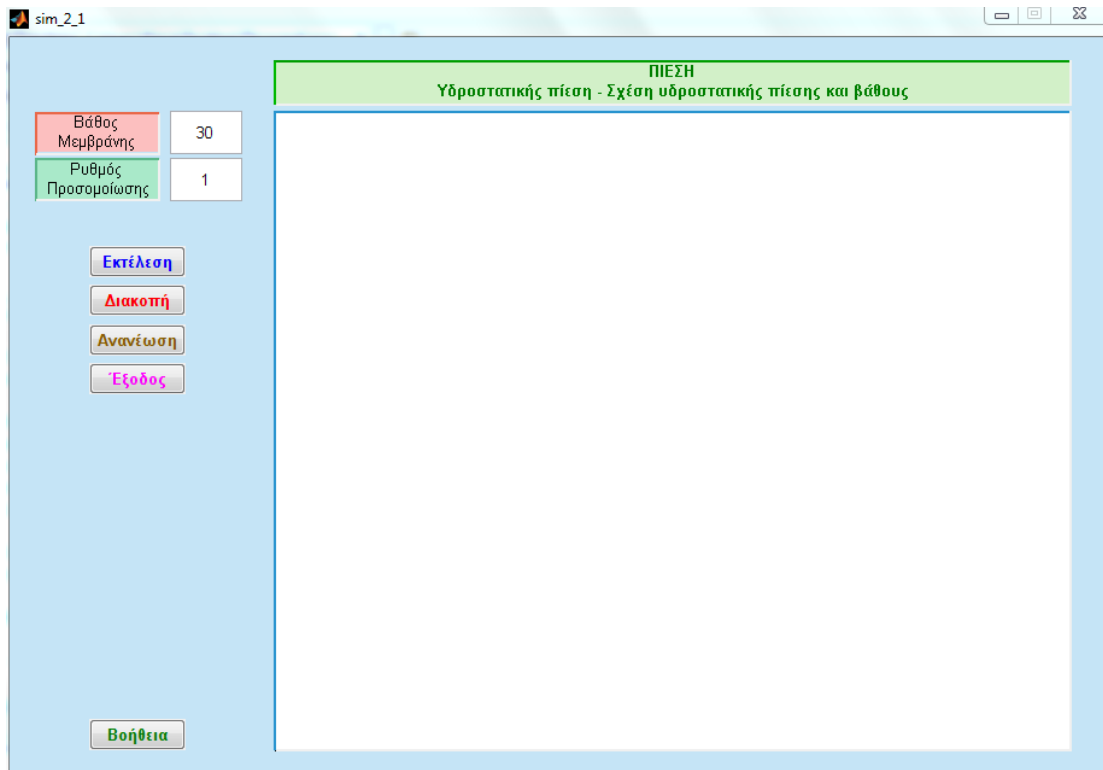 sim_2_1
ΠΙΕΣΗ
Υδροστατικής πίεση - Σχέση υδροστατικής πίεσης και βάθους
Βάθος
Μεμβράνης
30
Ρυθμός
Προσομοίωσης
1
Εκτέλεση
Διακοπή
Ανανέωση
Έξοδος
Βοήθεια